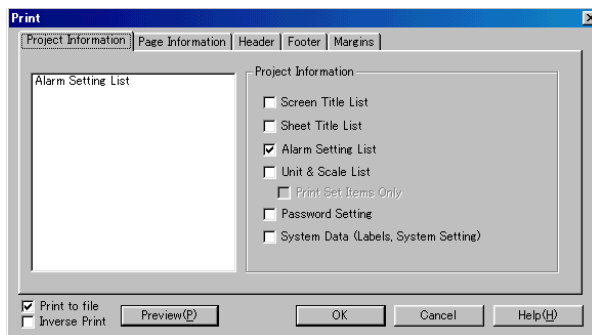 Print
Project Information Page Information Header Footer Margins
Alarm Setting List
Project Information
Screen Title List
Sheet Title List
Alarm Setting List
Unit & Scale List
Print Set Items Only
Password Setting
System Data (Labels, System Setting)
Print to file
Inverse Print
Preview(P)
OK
Cancel
Help(H)